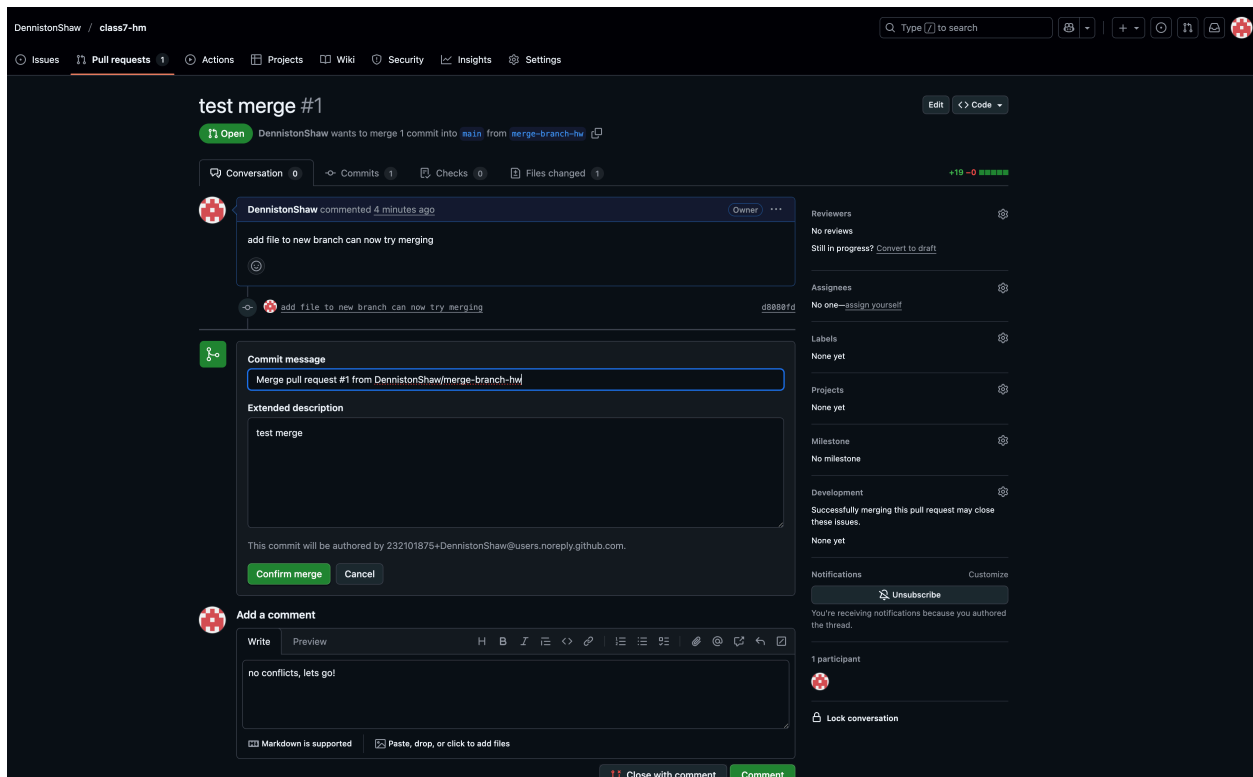 DennistonShaw / class7-hm
Type / to search
Issues Pull requests 1 Actions Projects Wiki Security Insights Settings
test merge #1
Edit <> Code
Open DennistonShaw wants to merge 1 commit into main from merge-branch-hw
Conversation 0 Commits 1 Checks 0 Files changed 1
+19 −0
DennistonShaw commented 4 minutes ago Owner
add file to new branch can now try merging
add file to new branch can now try merging d8080fd
Commit message
Merge pull request #1 from DennistonShaw/merge-branch-hw
Extended description
test merge
This commit will be authored by 232101875+DennistonShaw@users.noreply.github.com.
Confirm merge Cancel
Add a comment
Write Preview
H B I
no conflicts, lets go!
Markdown is supported Paste, drop, or click to add files
Close with comment Comment
Reviewers
No reviews
Still in progress? Convert to draft
Assignees
No one—assign yourself
Labels
None yet
Projects
None yet
Milestone
No milestone
Development
Successfully merging this pull request may close
these issues.
None yet
Notifications Customize
Unsubscribe
You're receiving notifications because you authored
the thread.
1 participant
Lock conversation